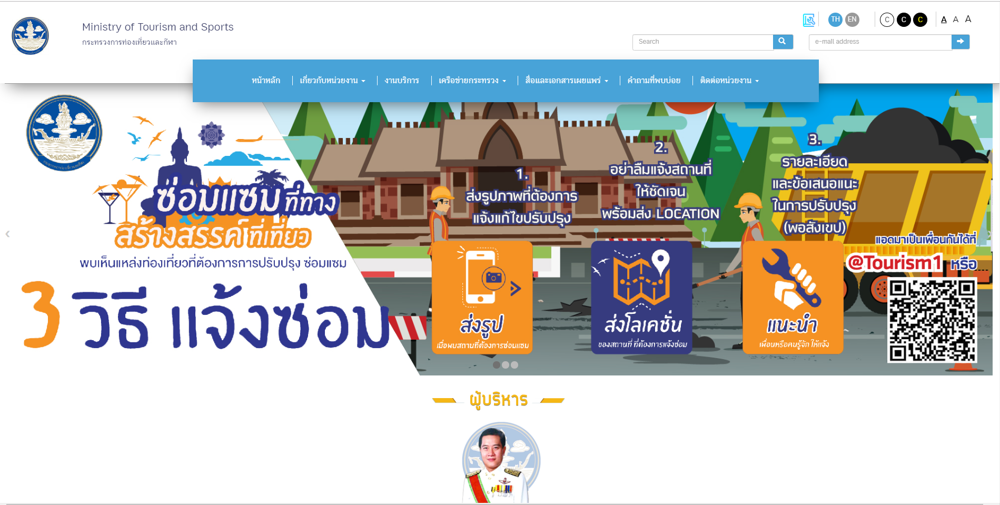 Ministry of Tourism and Sports
กระทรวงการท่องเที่ยวและกีฬา
TH EN C C C A A A
Search
e-mail address
หน้าหลัก
เกี่ยวกับหน่วยงาน
งานบริการ
เครือข่ายกระทรวง
สื่อและเอกสารเผยแพร่
คำถามที่พบบ่อย
ติดต่อหน่วยงาน
ซ่อมแซมที่ทาง
สร้างสรรค์ที่เที่ยว
พบเห็นแหล่งท่องเที่ยวที่ต้องการการปรับปรุง ซ่อมแซม
3 วิธี แจ้งซ่อม
1.
ส่งรูปภาพที่ต้องการ
แจ้งแก้ไขปรับปรุง
ส่งรูป
เมื่อพบสถานที่ต้องการซ่อมแซม
2.
อย่าลืมแจ้งสถานที่
ให้ชัดเจน
พร้อมส่ง LOCATION
ส่งโลเคชั่น
ของสถานที่ ที่ต้องการแจ้งซ่อม
3.
รายละเอียด
และข้อเสนอแนะ
ในการปรับปรุง
(พอสังเขป)
แนะนำ
เพื่อนหรือคนรู้จัก ให้แจ้ง
แอดมาเป็นเพื่อนกันได้ที่
@Tourism1 หรือ
ผู้บริหาร